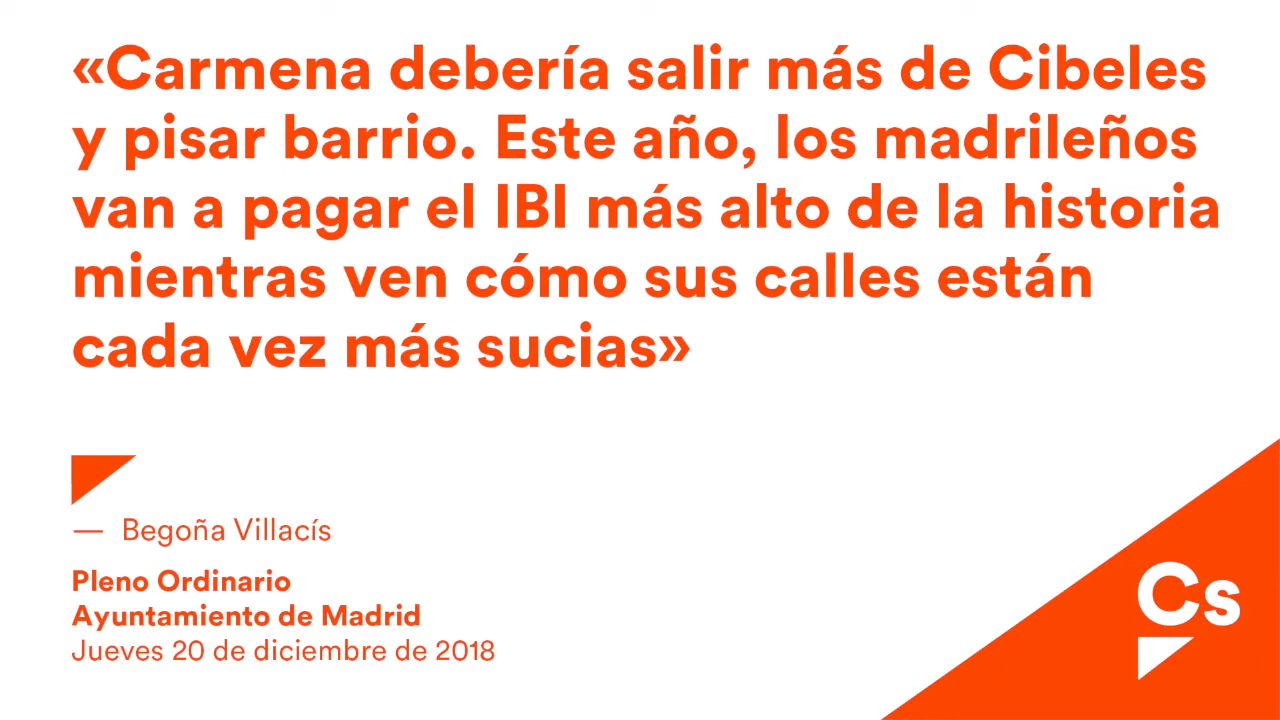 «Carmena debería salir más de Cibeles
y pisar barrio. Este año, los madrileños
van a pagar el IBI más alto de la historia
mientras ven cómo sus calles están
cada vez más sucias»
— Begoña Villacís
Pleno Ordinario
Ayuntamiento de Madrid
Jueves 20 de diciembre de 2018
Cs